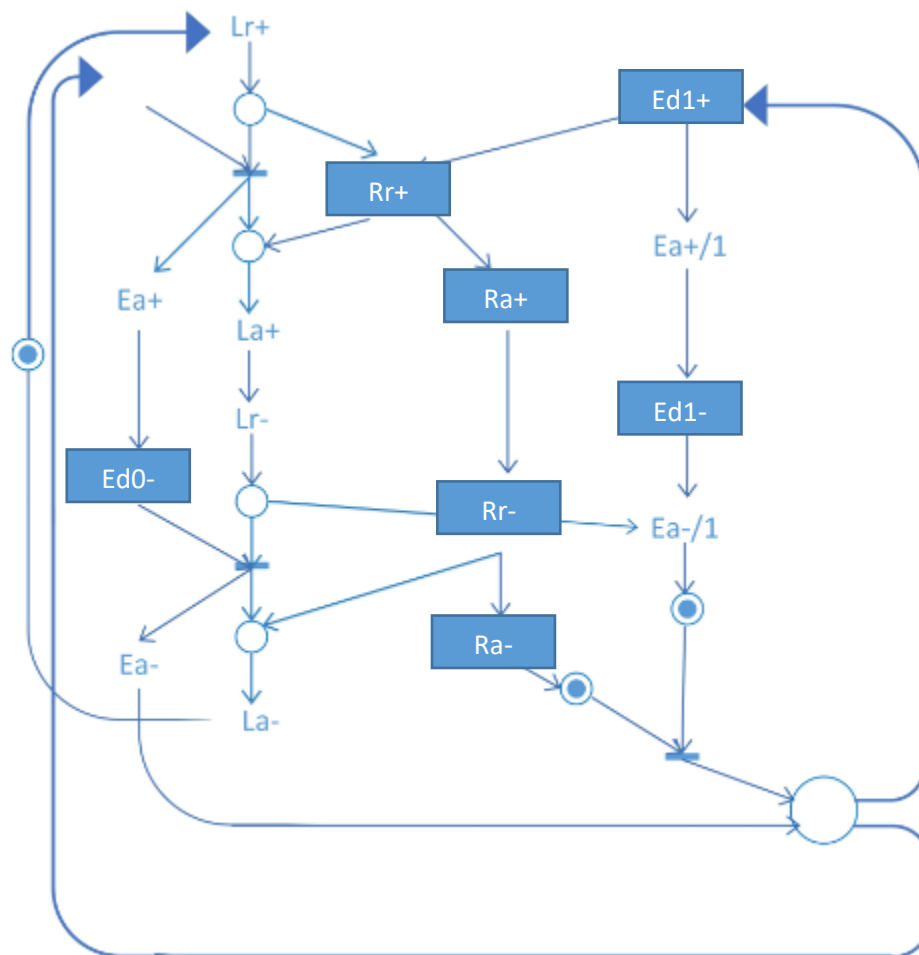 Lr+
Ed1+
Rr+
Ea+/1
Ea+
Ra+
La+
Ed1-
Lr-
Ed0-
Rr-
Ea-/1
Ra-
Ea-
La-